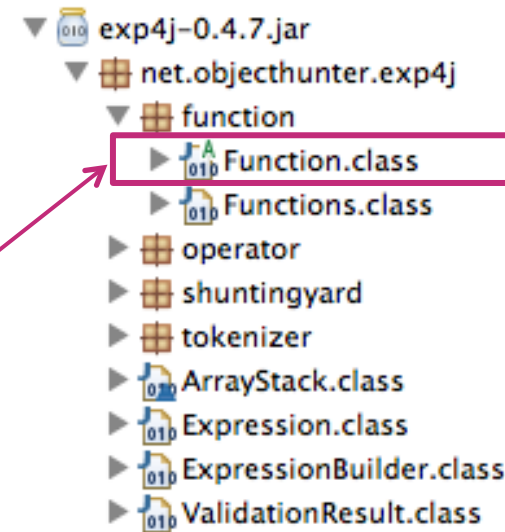 exp4j-0.4.7.jar
net.objecthunter.exp4j
function
Function.class
Functions.class
operator
shuntingyard
tokenizer
ArrayStack.class
Expression.class
ExpressionBuilder.class
ValidationResult.class